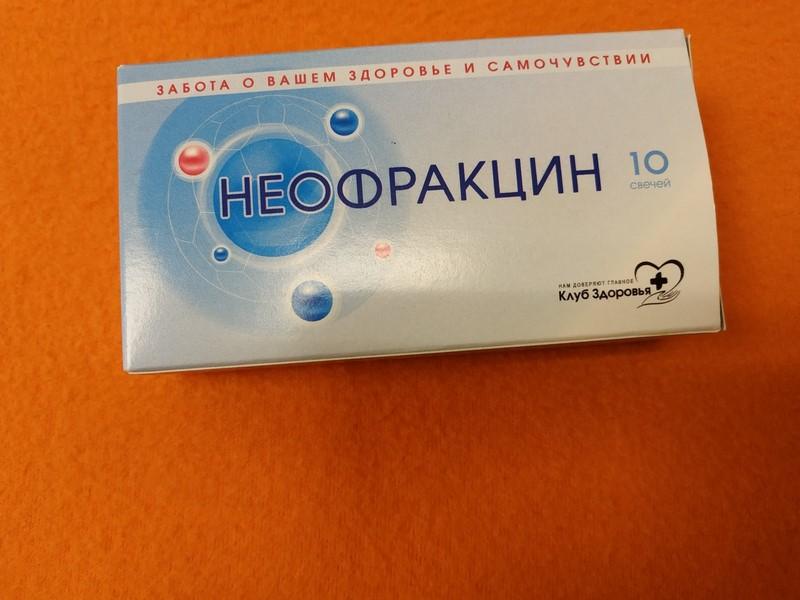 ЗАБОТА О ВАШЕМ ЗДОРОВЬЕ И САМОЧУВСТВИИ
НЕОФРАКЦИН
10
свечей
НАМ ДОВЕРЯЮТ ГЛАВНОЕ
Клуб Здоровья